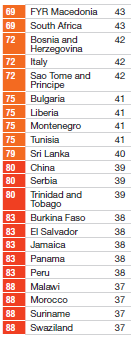 69 FYR Macedonia 43
69 South Africa 43
72 Bosnia and
Herzegovina 42
72 Italy 42
72 Sao Tome and
Principe 42
75 Bulgaria 41
75 Liberia 41
75 Montenegro 41
75 Tunisia 41
79 Sri Lanka 40
80 China 39
80 Serbia 39
80 Trinidad and
Tobago 39
83 Burkina Faso 38
83 El Salvador 38
83 Jamaica 38
83 Panama 38
83 Peru 38
88 Malawi 37
88 Morocco 37
88 Suriname 37
88 Swaziland 37